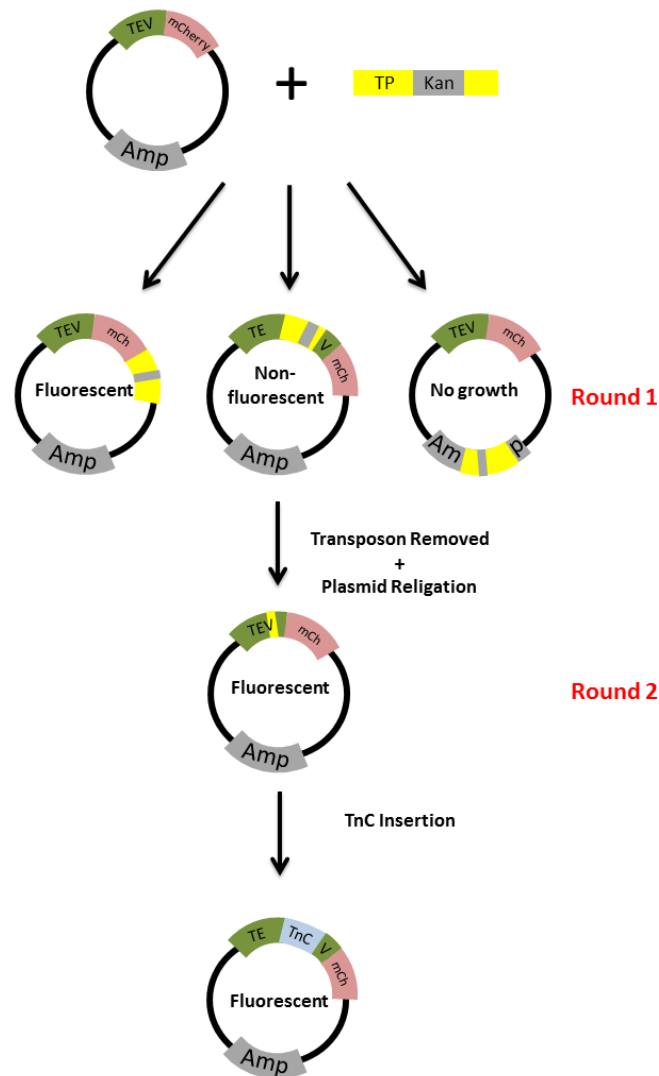 TEV mCherry
+ TP Kan
Amp
TEV mCh
Fluorescent
Amp
TE V mCh
Non-
fluorescent
Amp
TEV mCh
No growth
Am p
Round 1
Transposon Removed
+
Plasmid Religation
TEV mCh
Fluorescent
Amp
Round 2
TnC Insertion
TE TnC V mCh
Fluorescent
Amp